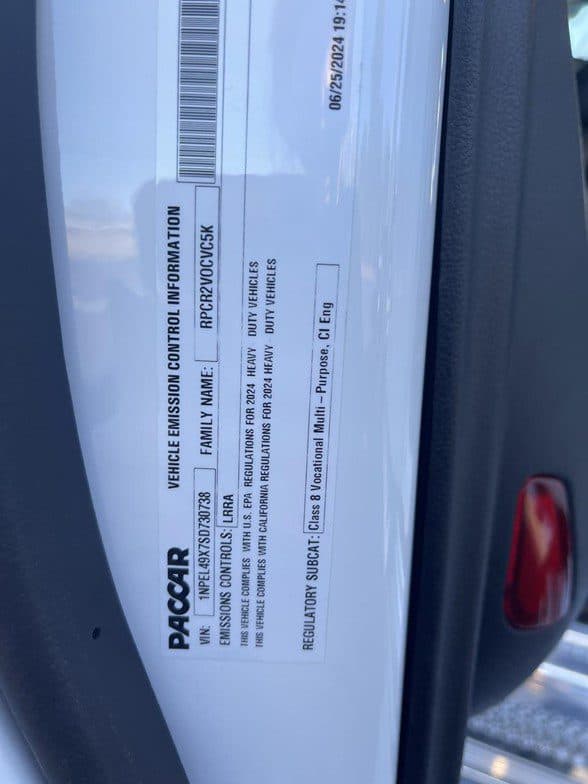 PACCAR
VEHICLE EMISSION CONTROL INFORMATION
VIN: 1NPEL49X7SD730738 FAMILY NAME: RPCR2VOCVC5K
EMISSIONS CONTROLS: LRRA
THIS VEHICLE COMPLIES WITH U.S. EPA REGULATIONS FOR 2024 HEAVY DUTY VEHICLES
THIS VEHICLE COMPLIES WITH CALIFORNIA REGULATIONS FOR 2024 HEAVY DUTY VEHICLES
REGULATORY SUBCAT: Class 8 Vocational Multi – Purpose, CI Eng
06/25/2024 19:14